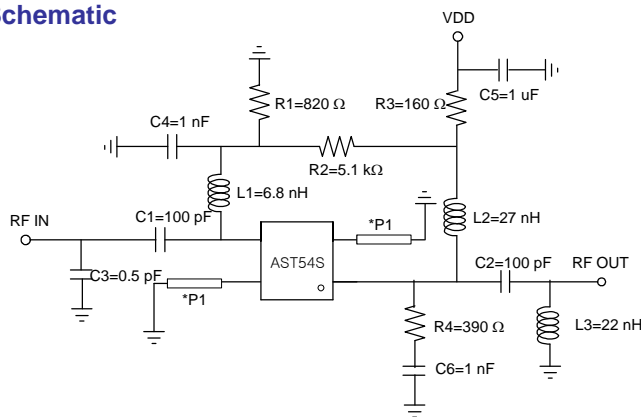 Schematic
VDD
R1=820 Ω
R3=160 Ω
C5=1 uF
C4=1 nF
R2=5.1 kΩ
L1=6.8 nH
RF IN
C1=100 pF
*P1
L2=27 nH
AST54S
C2=100 pF
RF OUT
C3=0.5 pF
*P1
R4=390 Ω
L3=22 nH
C6=1 nF